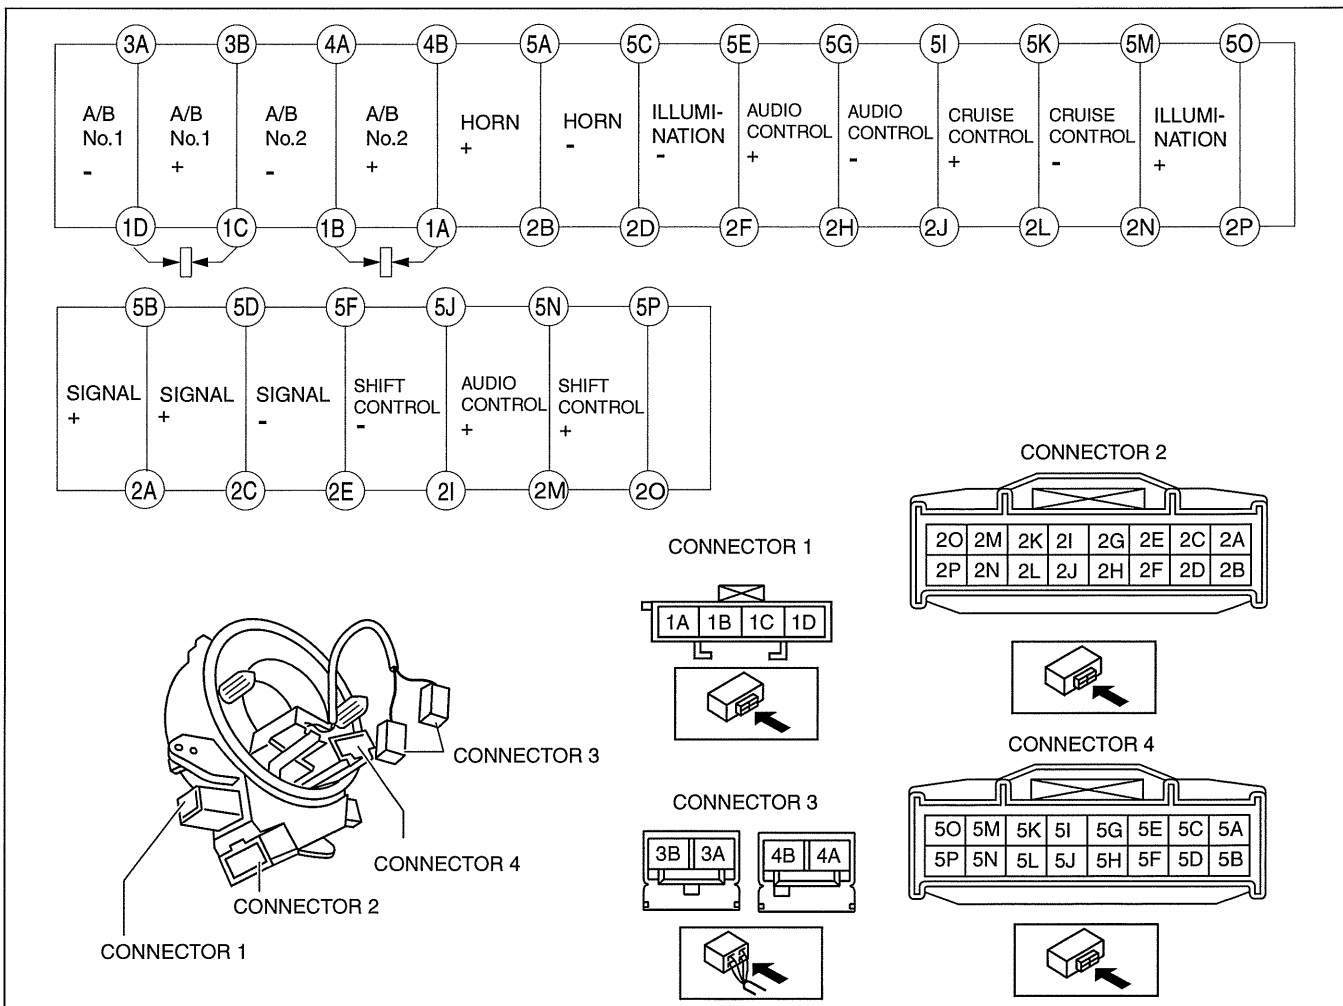 3A 3B 4A 4B 5A 5C 5E 5G 5I 5K 5M 5O
A/B No.1 -
A/B No.1 +
A/B No.2 -
A/B No.2 +
HORN +
HORN -
ILLUMI-
NATION
-
AUDIO
CONTROL
+
AUDIO
CONTROL
-
CRUISE
CONTROL
+
CRUISE
CONTROL
-
ILLUMI-
NATION
+
1D 1C 1B 1A 2B 2D 2F 2H 2J 2L 2N 2P
5B 5D 5F 5J 5N 5P
SIGNAL
+
SIGNAL
+
SIGNAL
-
SHIFT
CONTROL
-
AUDIO
CONTROL
+
SHIFT
CONTROL
+
2A 2C 2E 2I 2M 2O
CONNECTOR 2
2O 2M 2K 2I 2G 2E 2C 2A
2P 2N 2L 2J 2H 2F 2D 2B
CONNECTOR 1
1A 1B 1C 1D
CONNECTOR 3
CONNECTOR 4
CONNECTOR 2
CONNECTOR 1
CONNECTOR 3
3B 3A 4B 4A
CONNECTOR 4
5O 5M 5K 5I 5G 5E 5C 5A
5P 5N 5L 5J 5H 5F 5D 5B